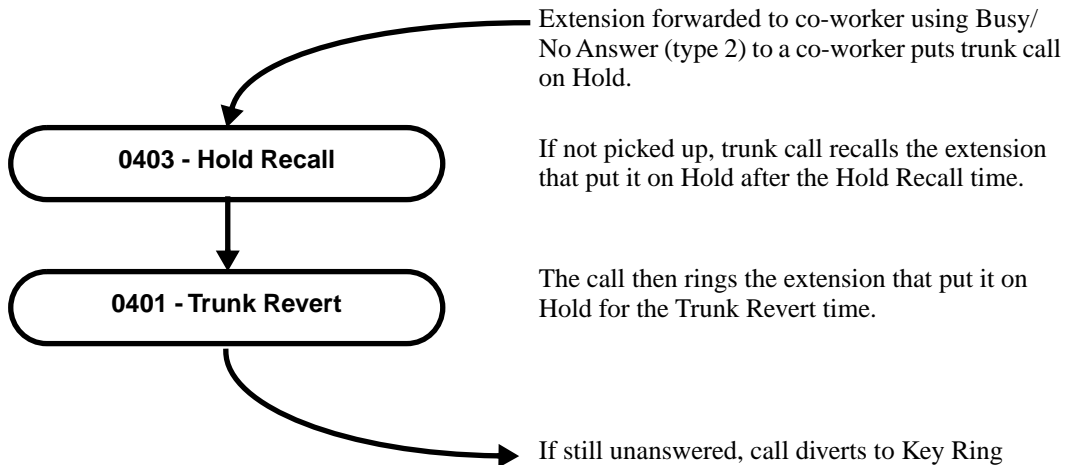 Extension forwarded to co-worker using Busy/
No Answer (type 2) to a co-worker puts trunk call
on Hold.
0403 - Hold Recall
If not picked up, trunk call recalls the extension
that put it on Hold after the Hold Recall time.
0401 - Trunk Revert
The call then rings the extension that put it on
Hold for the Trunk Revert time.
If still unanswered, call diverts to Key Ring